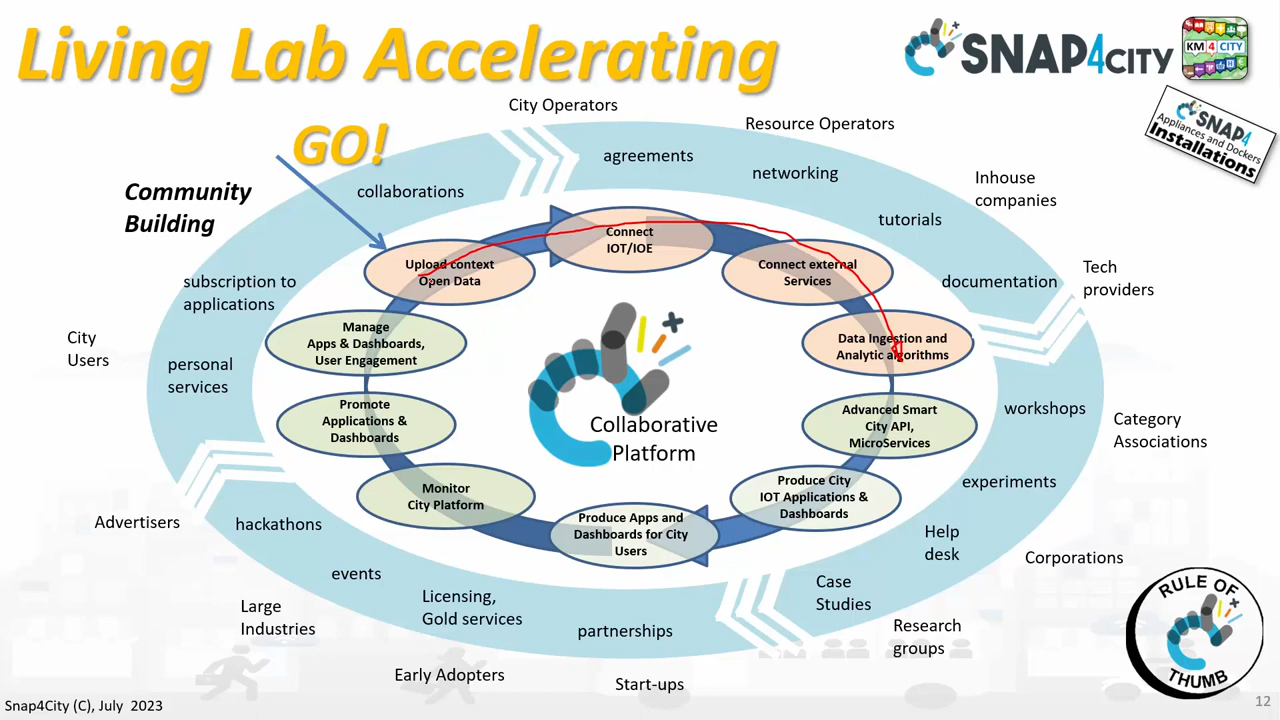 Living Lab Accelerating
SNAP4CITY
KM 4 CITY
SNAP4
Appliances and Dockers
Installations
City Operators
Resource Operators
GO!
agreements
networking
Community
Building
collaborations
Inhouse
companies
tutorials
Connect
IOT/IOE
Upload context
Open Data
Connect external
Services
subscription to
applications
documentation
Tech
providers
Manage
Apps & Dashboards,
User Engagement
Data Ingestion and
Analytic algorithms
City
Users
personal
services
Promote
Applications &
Dashboards
Collaborative
Platform
Advanced Smart
City API,
MicroServices
workshops
Category
Associations
Monitor
City Platform
Produce City
IOT Applications &
Dashboards
experiments
Advertisers
hackathons
Produce Apps and
Dashboards for City
Users
Help
desk
Corporations
events
Case
Studies
Large
Industries
Licensing,
Gold services
partnerships
Research
groups
Early Adopters
Start-ups
RULE OF
THUMB
Snap4City (C), July 2023
12